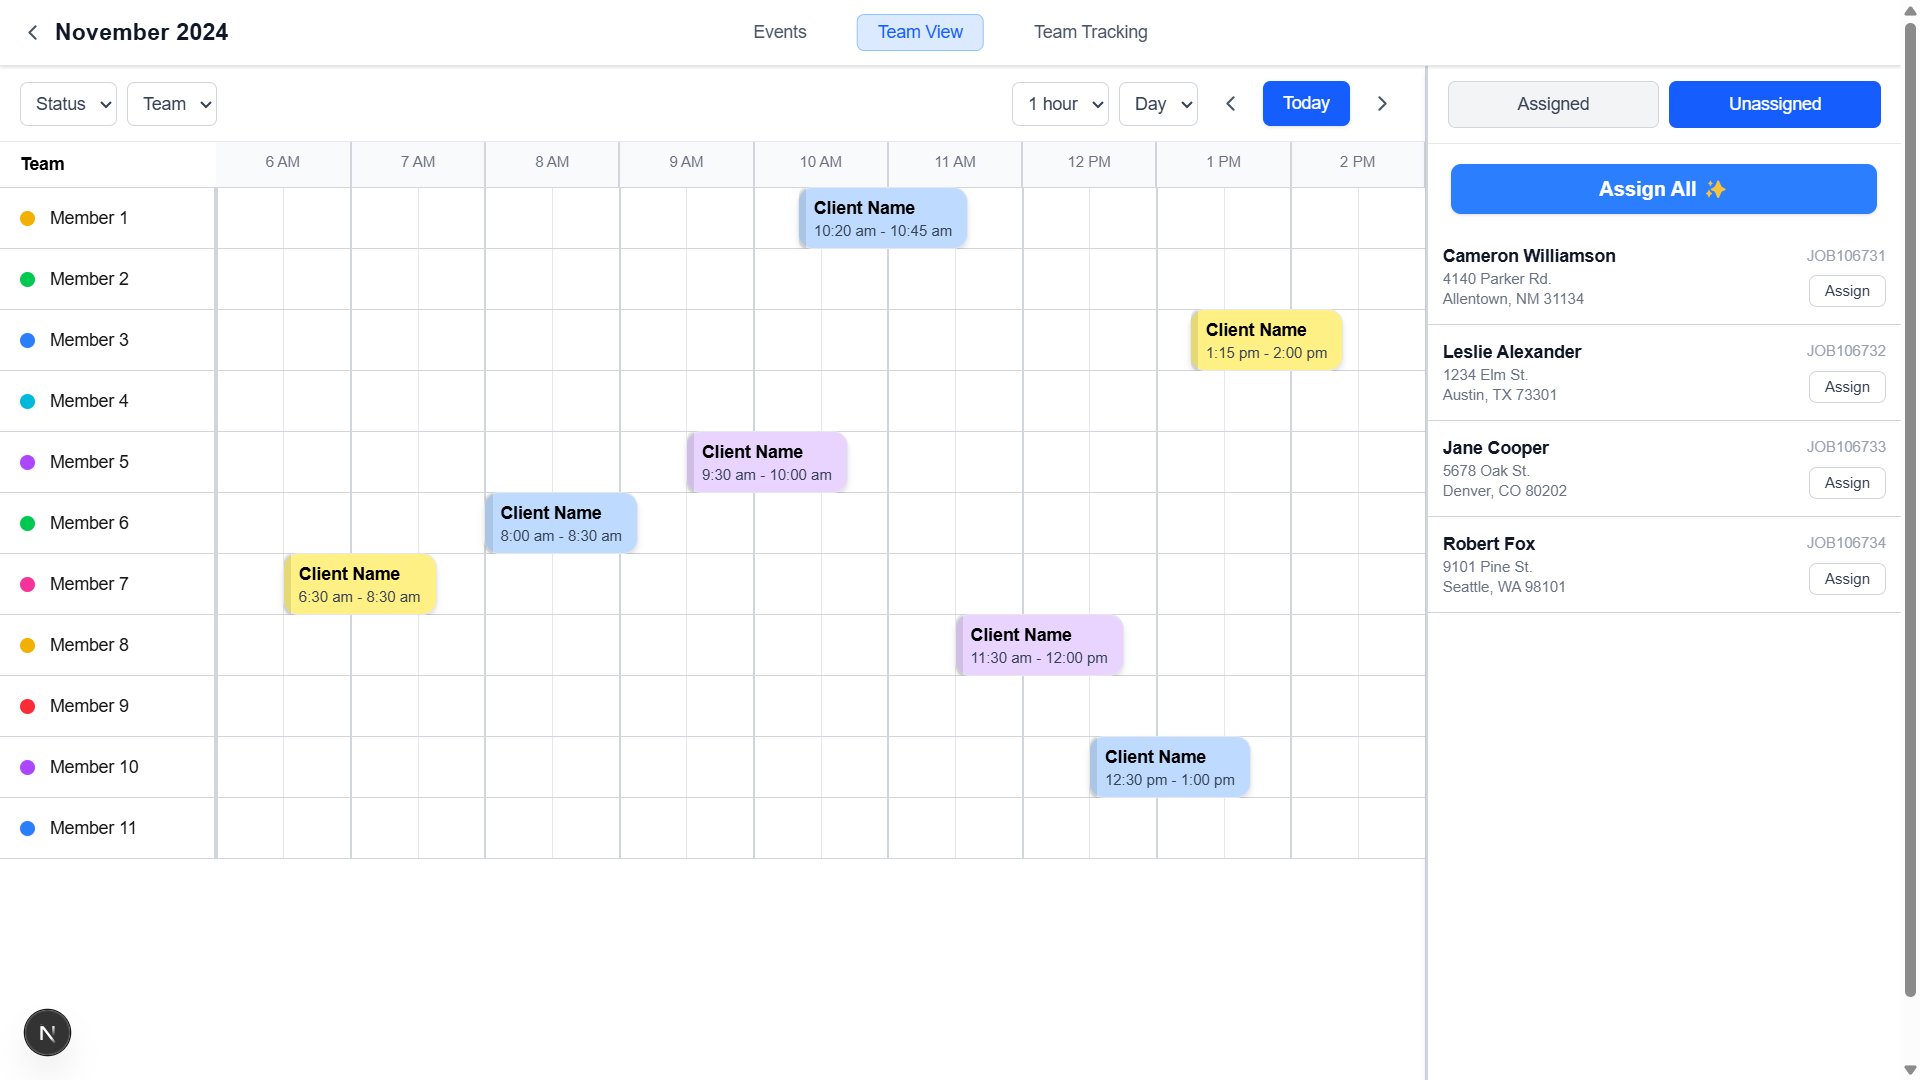 November 2024
Events
Team View
Team Tracking
Status
Team
1 hour
Day
Today
Assigned
Unassigned
Team
6 AM
7 AM
8 AM
9 AM
10 AM
11 AM
12 PM
1 PM
2 PM
Member 1
Client Name
10:20 am - 10:45 am
Member 2
Member 3
Client Name
1:15 pm - 2:00 pm
Member 4
Member 5
Client Name
9:30 am - 10:00 am
Member 6
Client Name
8:00 am - 8:30 am
Member 7
Client Name
6:30 am - 8:30 am
Member 8
Client Name
11:30 am - 12:00 pm
Member 9
Member 10
Client Name
12:30 pm - 1:00 pm
Member 11
Assign All ✨
Cameron Williamson
JOB106731
4140 Parker Rd.
Allentown, NM 31134
Assign
Leslie Alexander
JOB106732
1234 Elm St.
Austin, TX 73301
Assign
Jane Cooper
JOB106733
5678 Oak St.
Denver, CO 80202
Assign
Robert Fox
JOB106734
9101 Pine St.
Seattle, WA 98101
Assign
N